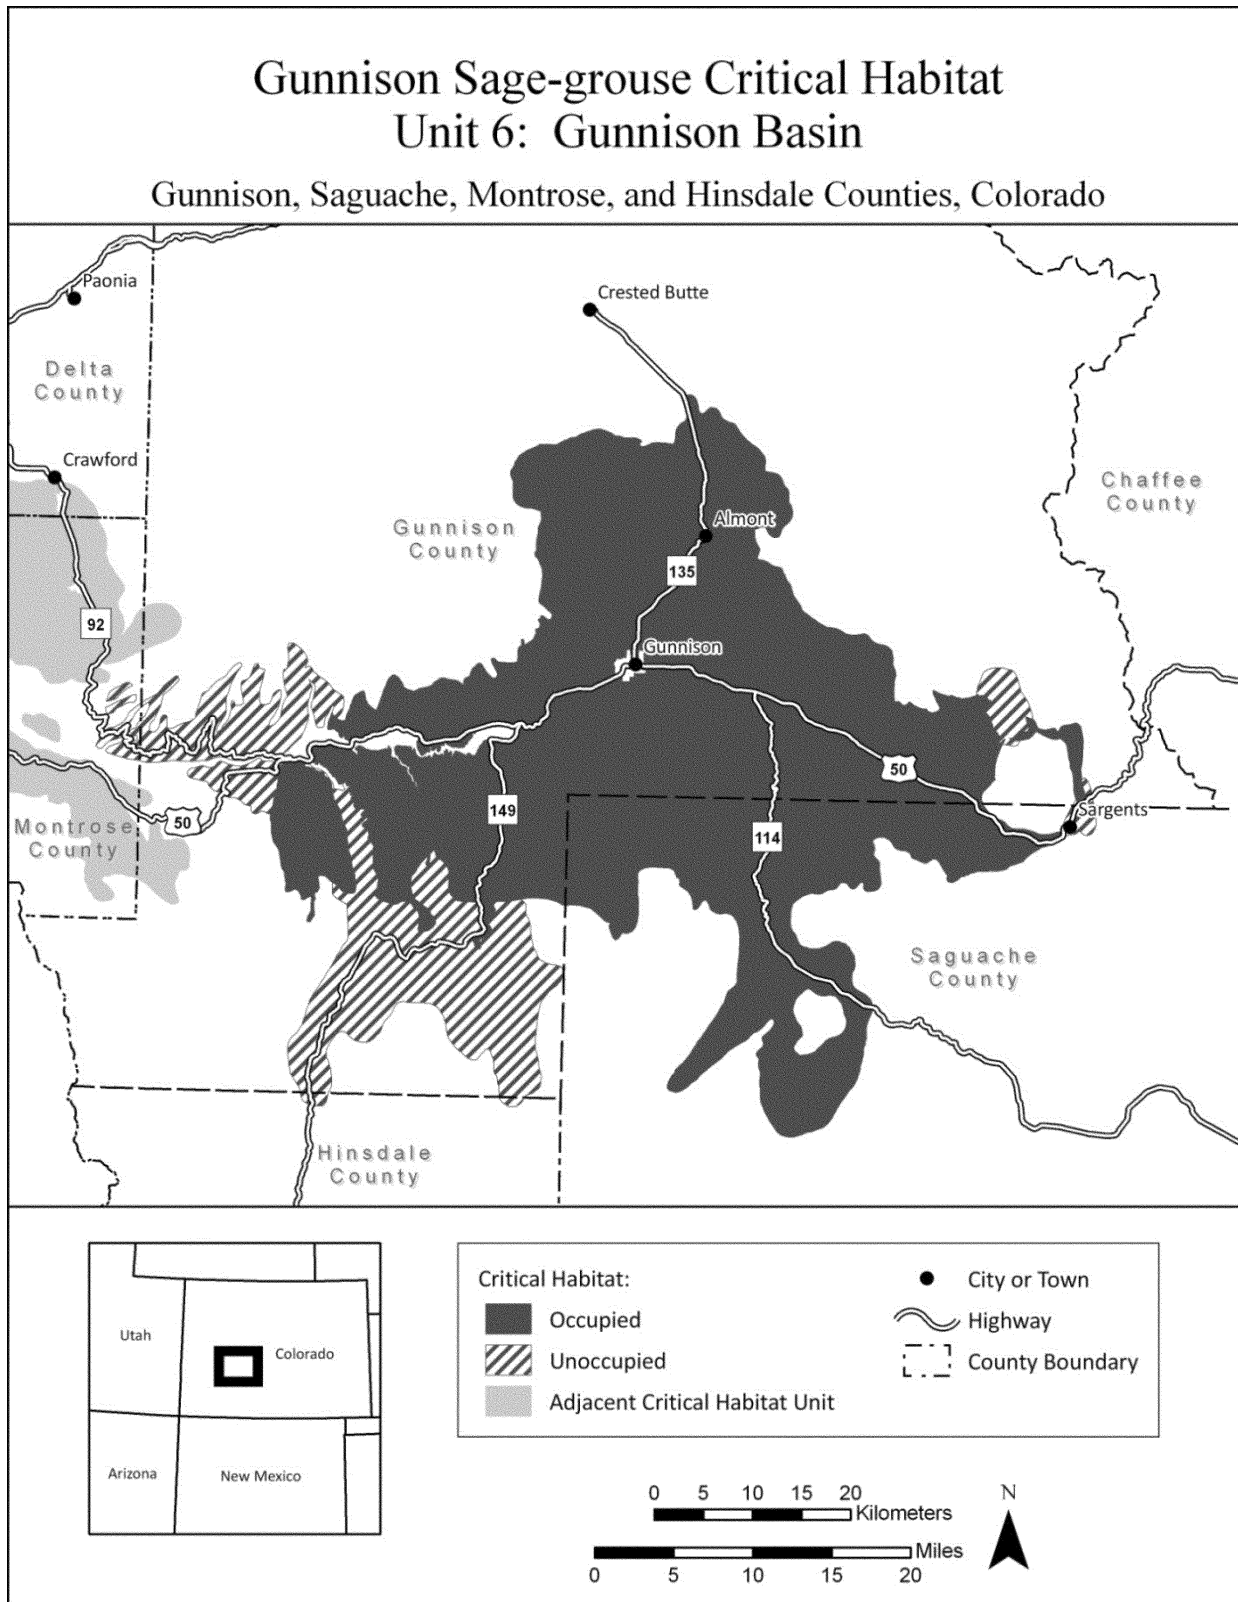 Gunnison Sage-grouse Critical Habitat
Unit 6: Gunnison Basin
Gunnison, Saguache, Montrose, and Hinsdale Counties, Colorado
Paonia
Crested Butte
Delta
County
Crawford
Chaffee
County
Gunnison
County
Almont
135
92
Gunnison
50
Sargents
149
50
Montrose
County
114
Saguache
County
Hinsdale
County
Utah
Colorado
Arizona
New Mexico
Critical Habitat:
Occupied
Unoccupied
Adjacent Critical Habitat Unit
City or Town
Highway
County Boundary
0 5 10 15 20
Kilometers
Miles
0 5 10 15 20
N